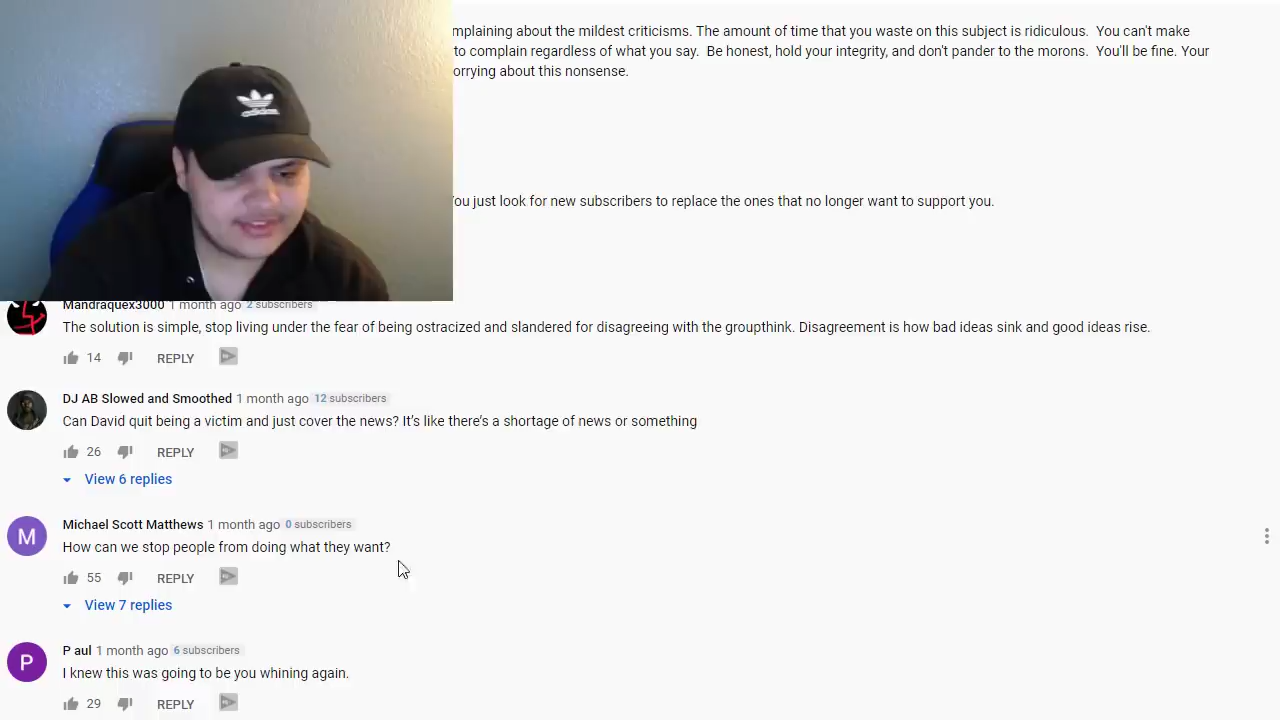 mplaining about the mildest criticisms. The amount of time that you waste on this subject is ridiculous. You can't make
to complain regardless of what you say. Be honest, hold your integrity, and don't pander to the morons. You'll be fine. Your
orrying about this nonsense.
adidas
You just look for new subscribers to replace the ones that no longer want to support you.
Mandraquex3000 1 month ago 2 subscribers
The solution is simple, stop living under the fear of being ostracized and slandered for disagreeing with the groupthink. Disagreement is how bad ideas sink and good ideas rise.
14 REPLY
DJ AB Slowed and Smoothed 1 month ago 12 subscribers
Can David quit being a victim and just cover the news? It's like there's a shortage of news or something
26 REPLY
View 6 replies
M
Michael Scott Matthews 1 month ago 0 subscribers
How can we stop people from doing what they want?
55 REPLY
View 7 replies
P
P aul 1 month ago 6 subscribers
I knew this was going to be you whining again.
29 REPLY